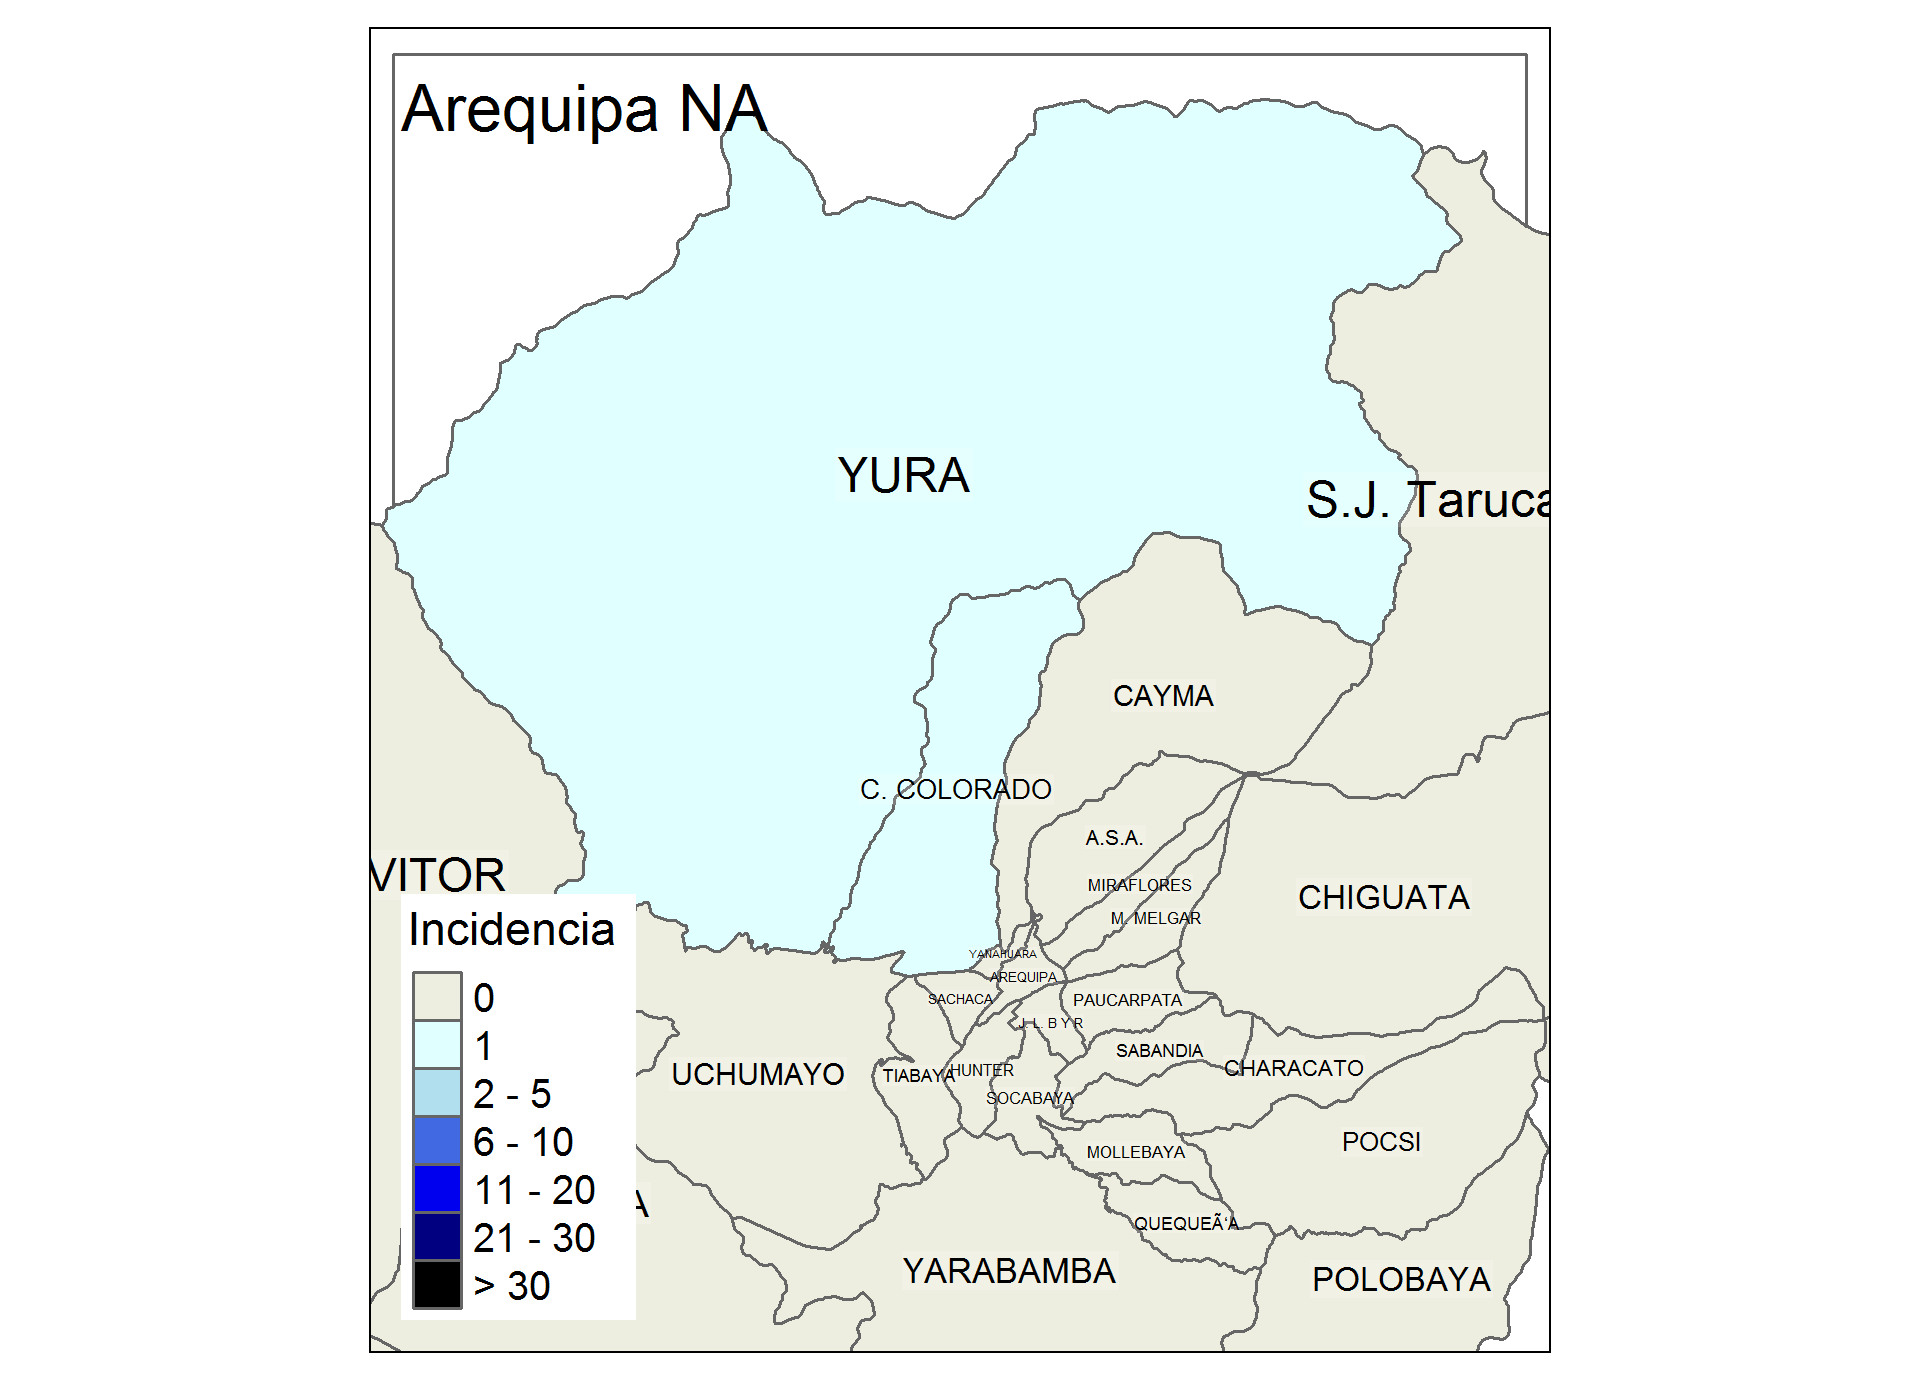 Arequipa NA
YURA
S.J. Taruca
CAYMA
C. COLORADO
A.S.A.
VITOR
MIRAFLORES
CHIGUATA
M. MELGAR
YANAHUARA
AREQUIPA
SACHACA
PAUCARPATA
J. L. B Y R
SABANDIA
UCHUMAYO
TIABAYA
HUNTER
CHARACATO
SOCABAYA
POCSI
MOLLEBAYA
A
QUEQUEÃ‘A
YARABAMBA
POLOBAYA
Incidencia
0
1
2 - 5
6 - 10
11 - 20
21 - 30
> 30